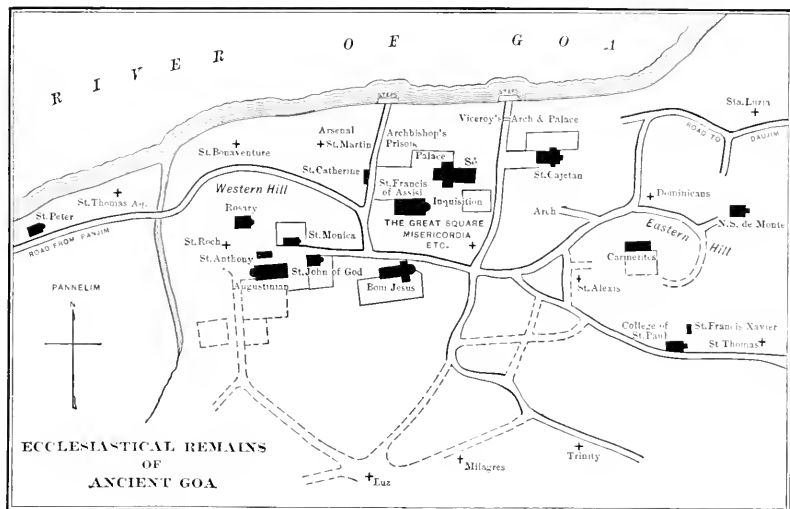 RIVER OF GOA
STEPS
STEPS
Sta. Luzia
ROAD TO
DAUJIM
Arsenal
St. Martin
Archbishop's
Prison
Viceroy's Arch & Palace
Palace
Sé
St. Bonaventure
St. Catherine
St. Cajetan
Western Hill
St. Francis
of Assisi
Inquisition
Dominicans
St. Thomas Aq.
St. Peter
Rosary
THE GREAT SQUARE
Arch
N.S. de Monte
ROAD FROM PANJIM
St. Monica
MISERICORDIA
ETC.
Eastern
Hill
St. Roch
St. Anthony
St. John of God
Carmelites
PANNELIM
Augustinian
Bom Jesus
St. Alexis
N
College of
St. Paul
St. Francis Xavier
St Thomas
ECCLESIASTICAL REMAINS
OF
ANCIENT GOA
Luz
Milagres
Trinity